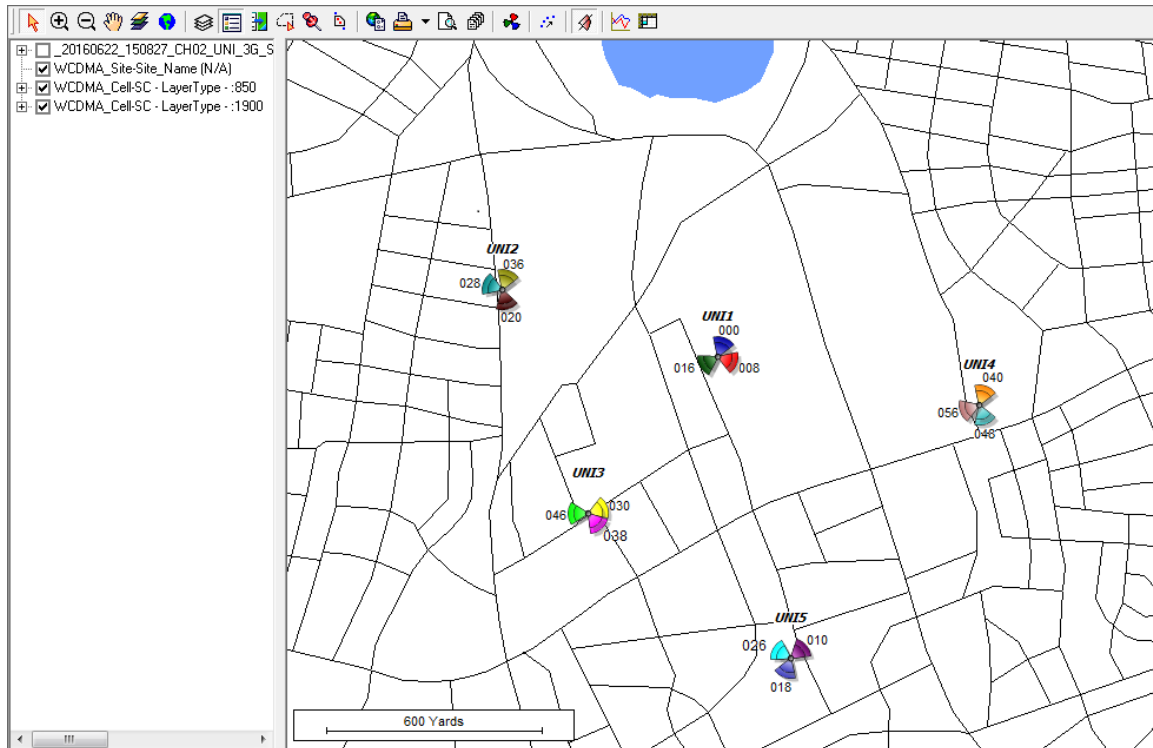 _20160622_150827_CH02_UNI_3G_S
WCDMA_Site-Site_Name (N/A)
WCDMA_Cell-SC - LayerType - :850
WCDMA_Cell-SC - LayerType - :1900
UNI2
036
028
020
UNI1
000
016
008
UNI4
040
056
048
UNI3
030
046
038
UNI5
010
026
018
600 Yards